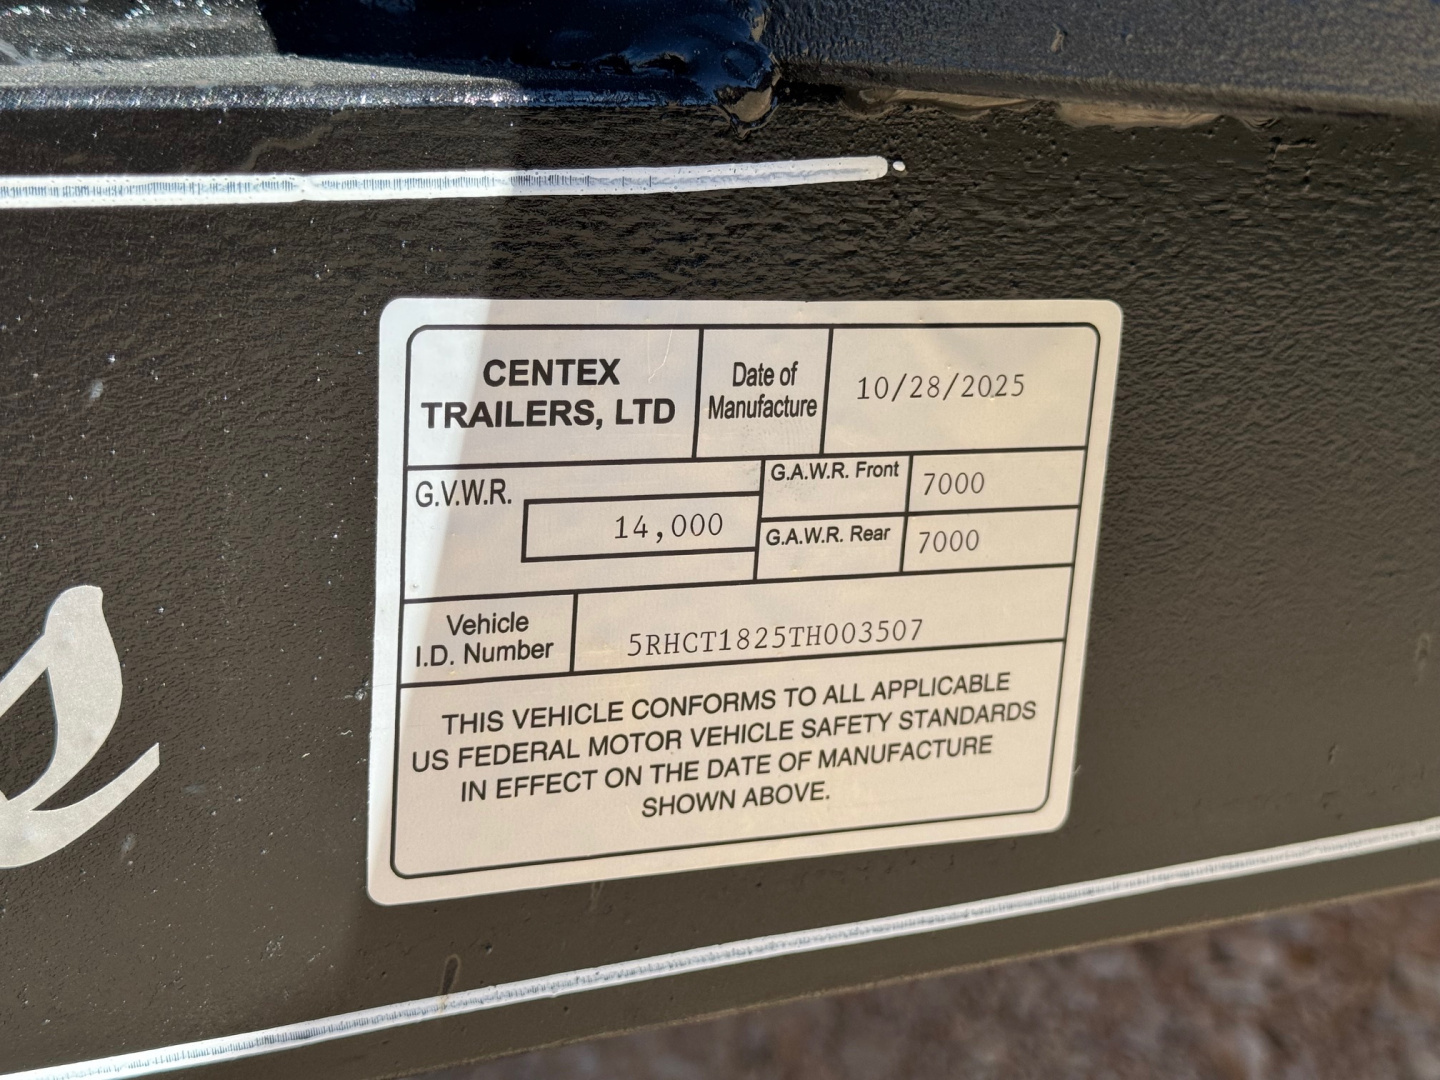 CENTEX
TRAILERS, LTD
Date of
Manufacture
10/28/2025
G.V.W.R.
14,000
G.A.W.R. Front
7000
G.A.W.R. Rear
7000
Vehicle
I.D. Number
5RHCT1825TH003507
THIS VEHICLE CONFORMS TO ALL APPLICABLE
US FEDERAL MOTOR VEHICLE SAFETY STANDARDS
IN EFFECT ON THE DATE OF MANUFACTURE
SHOWN ABOVE.